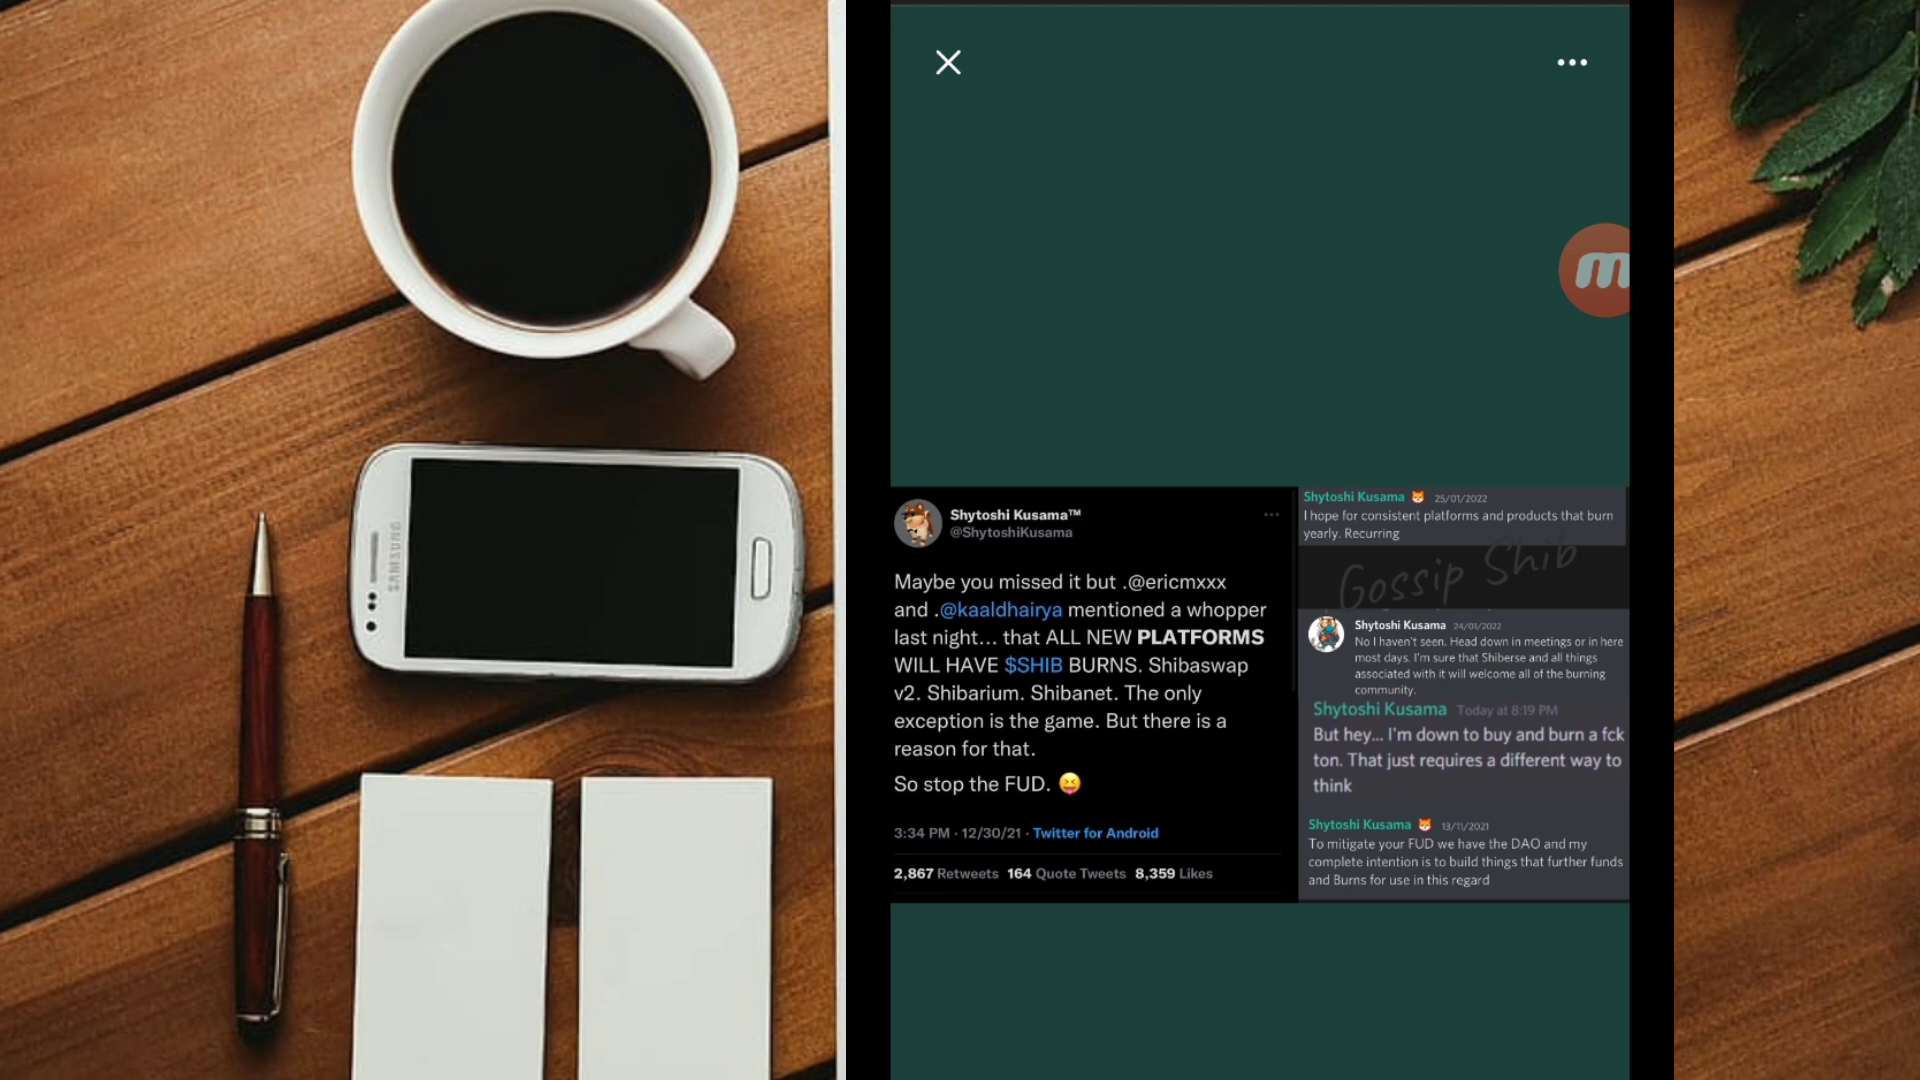 SAMSUNG
m
Shytoshi Kusama™
@ShytoshiKusama
Maybe you missed it but .@ericmxxx
and .@kaaldhairya mentioned a whopper
last night... that ALL NEW PLATFORMS
WILL HAVE $SHIB BURNS. Shibaswap
v2. Shibarium. Shibanet. The only
exception is the game. But there is a
reason for that.
So stop the FUD. 😝
3:34 PM · 12/30/21 · Twitter for Android
2,867 Retweets 164 Quote Tweets 8,359 Likes
Shytoshi Kusama 🦊 25/01/2022
I hope for consistent platforms and products that burn
yearly. Recurring
Gossip Shib
Shytoshi Kusama 24/01/2022
No I haven't seen. Head down in meetings or in here
most days. I'm sure that Shiberse and all things
associated with it will welcome all of the burning
community.
Shytoshi Kusama Today at 8:19 PM
But hey... I'm down to buy and burn a fck
ton. That just requires a different way to
think
Shytoshi Kusama 🦊 13/11/2021
To mitigate your FUD we have the DAO and my
complete intention is to build things that further funds
and Burns for use in this regard